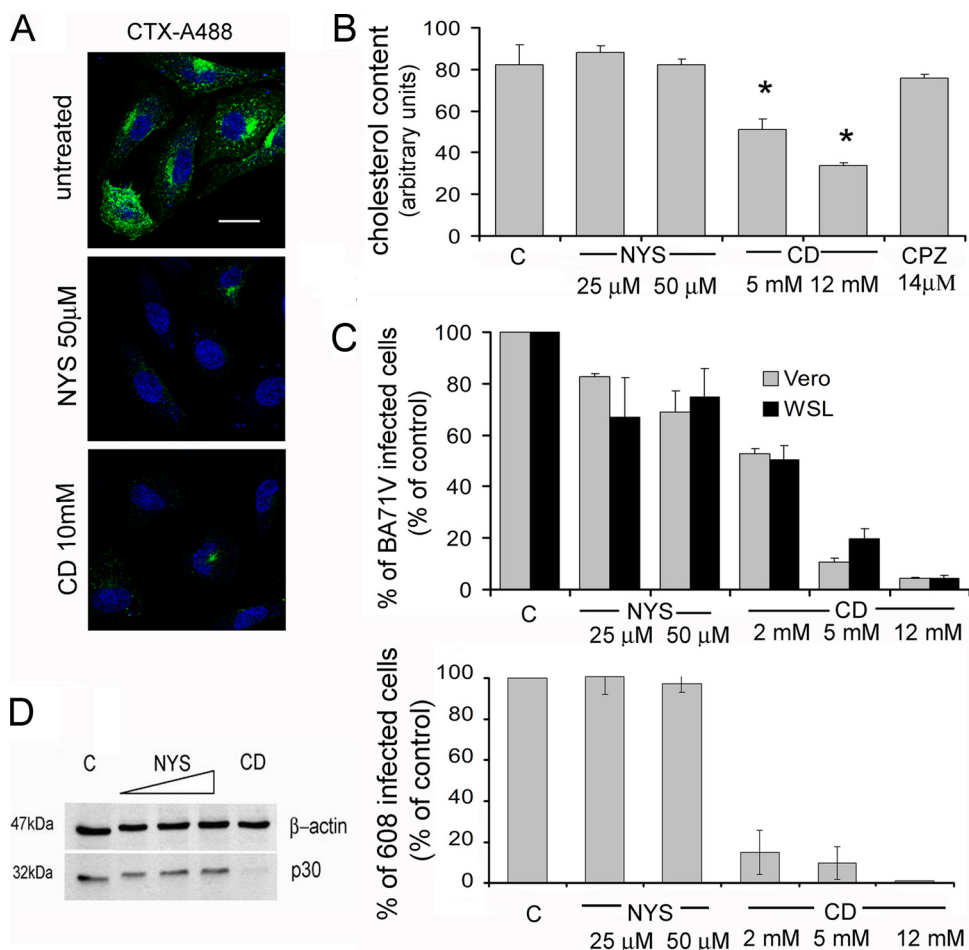 A
CTX-A488
untreated
NYS 50μM
CD 10mM
B
cholesterol content
(arbitrary units)
100
80
60
40
20
0
*
*
C NYS CD CPZ
25 μM 50 μM 5 mM 12 mM 14μM
C
% of BA71V infected cells
(% of control)
100
80
60
40
20
0
Vero
WSL
C NYS CD
25 μM 50 μM 2 mM 5 mM 12 mM
% of 608 infected cells
(% of control)
100
80
60
40
20
0
C NYS CD
25 μM 50 μM 2 mM 5 mM 12 mM
D
C NYS CD
47kDa β-actin
32kDa p30